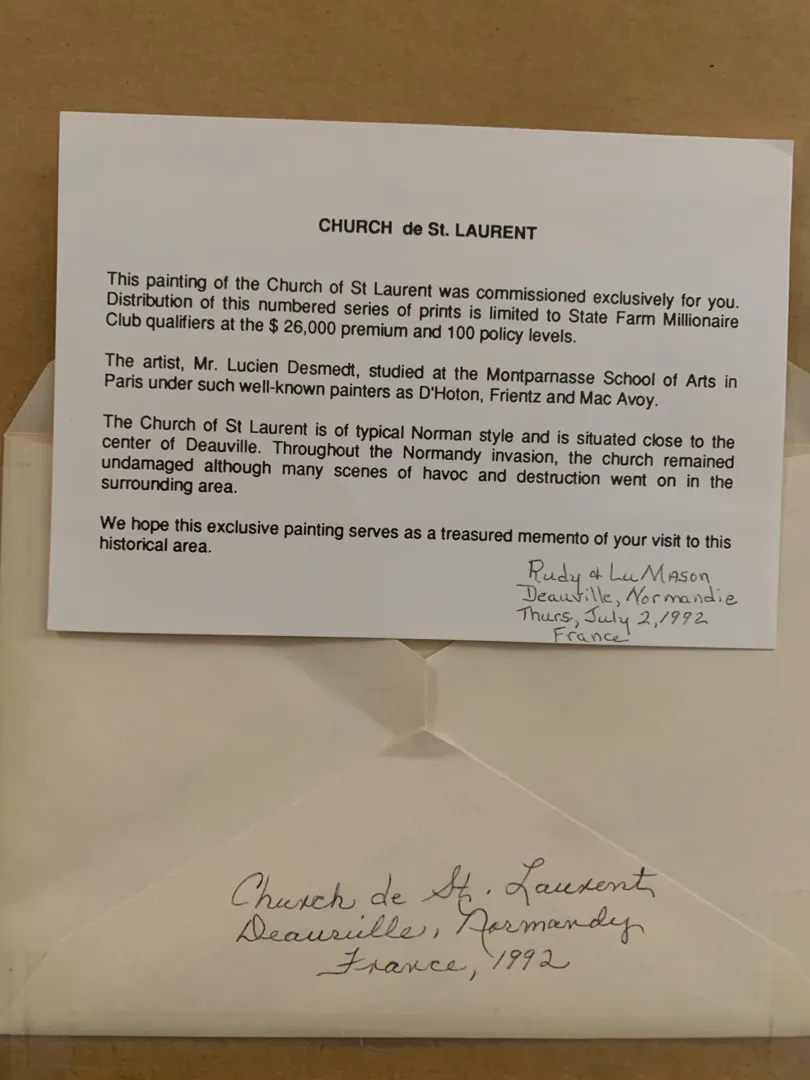 CHURCH de St. LAURENT
This painting of the Church of St Laurent was commissioned exclusively for you.
Distribution of this numbered series of prints is limited to State Farm Millionaire
Club qualifiers at the $ 26,000 premium and 100 policy levels.
The artist, Mr. Lucien Desmedt, studied at the Montparnasse School of Arts in
Paris under such well-known painters as D'Hoton, Frientz and Mac Avoy.
The Church of St Laurent is of typical Norman style and is situated close to the
center of Deauville. Throughout the Normandy invasion, the church remained
undamaged although many scenes of havoc and destruction went on in the
surrounding area.
We hope this exclusive painting serves as a treasured memento of your visit to this
historical area.
Rudy & Lu Mason
Deauville, Normandie
Thurs, July 2, 1992
France
Church de St. Laurent
Deauville, Normandy
France, 1992